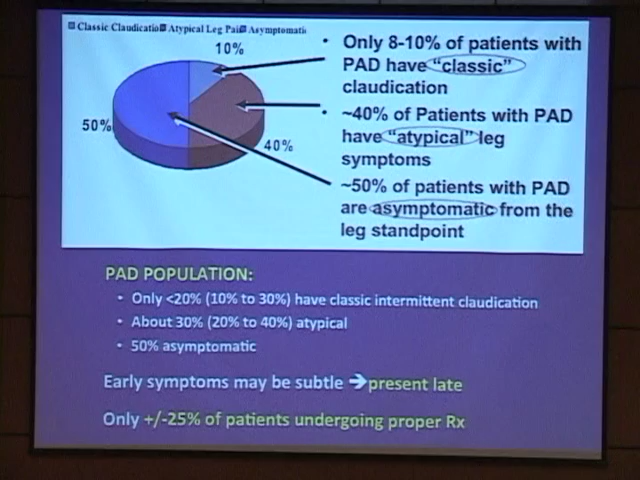 Classic Claudication Atypical Leg Pain Asymptomatic
10%
50%
40%
• Only 8-10% of patients with
PAD have "classic"
claudication
• ~40% of Patients with PAD
have "atypical" leg
symptoms
~50% of patients with PAD
are asymptomatic from the
leg standpoint
PAD POPULATION:
• Only <20% (10% to 30%) have classic intermittent claudication
• About 30% (20% to 40%) atypical
• 50% asymptomatic
Early symptoms may be subtle ➔present late
Only +/-25% of patients undergoing proper Rx